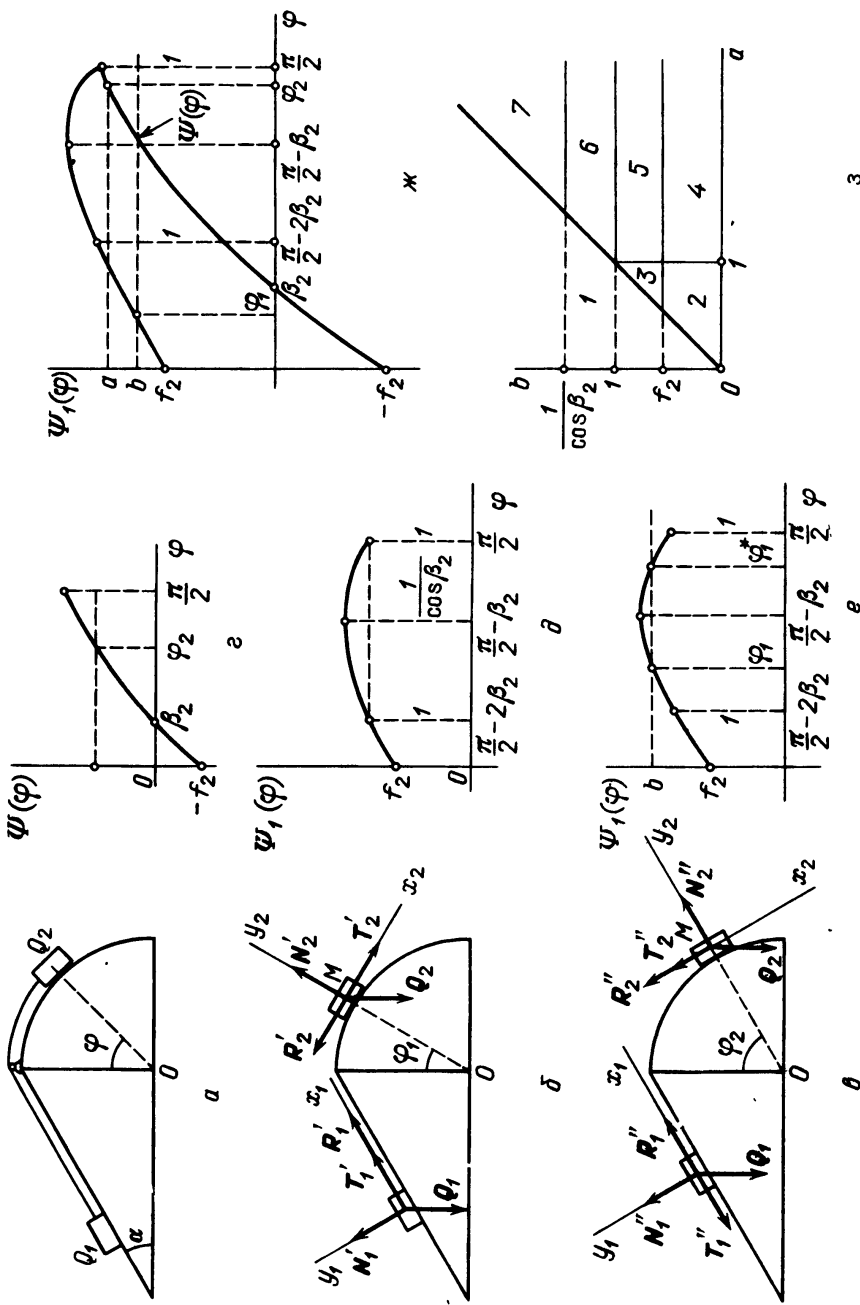 Q₁
α
Q₂
φ
O
а
y₁
N₁′
Q₁
T₁′
R₁′
x₁
R₂′
M
N₂′
y₂
T₂′
x₂
Q₂
φ₁
O
б
y₁
N₁″
T₁″
Q₁
R₁″
x₁
R₂″
T₂″
M
N₂″
y₂
x₂
Q₂
φ₂
O
в
Ψ(φ)
0
−f₂
β₂
φ₂
π/2
φ
г
Ψ₁(φ)
f₂
0
1
1/cosβ₂
1
π/2−2β₂
π/2−β₂
π/2
φ
д
Ψ₁(φ)
b
f₂
1
φ₁
φ₁*
1
π/2−2β₂
π/2−β₂
π/2
φ
е
Ψ₁(φ)
a
b
f₂
−f₂
φ₁
β₂
1
Ψ(φ)
1
π/2−2β₂
π/2−β₂
φ₂
π/2
φ
ж
b
1/cosβ₂
1
f₂
0
1
2
3
4
5
6
7
1
a
з